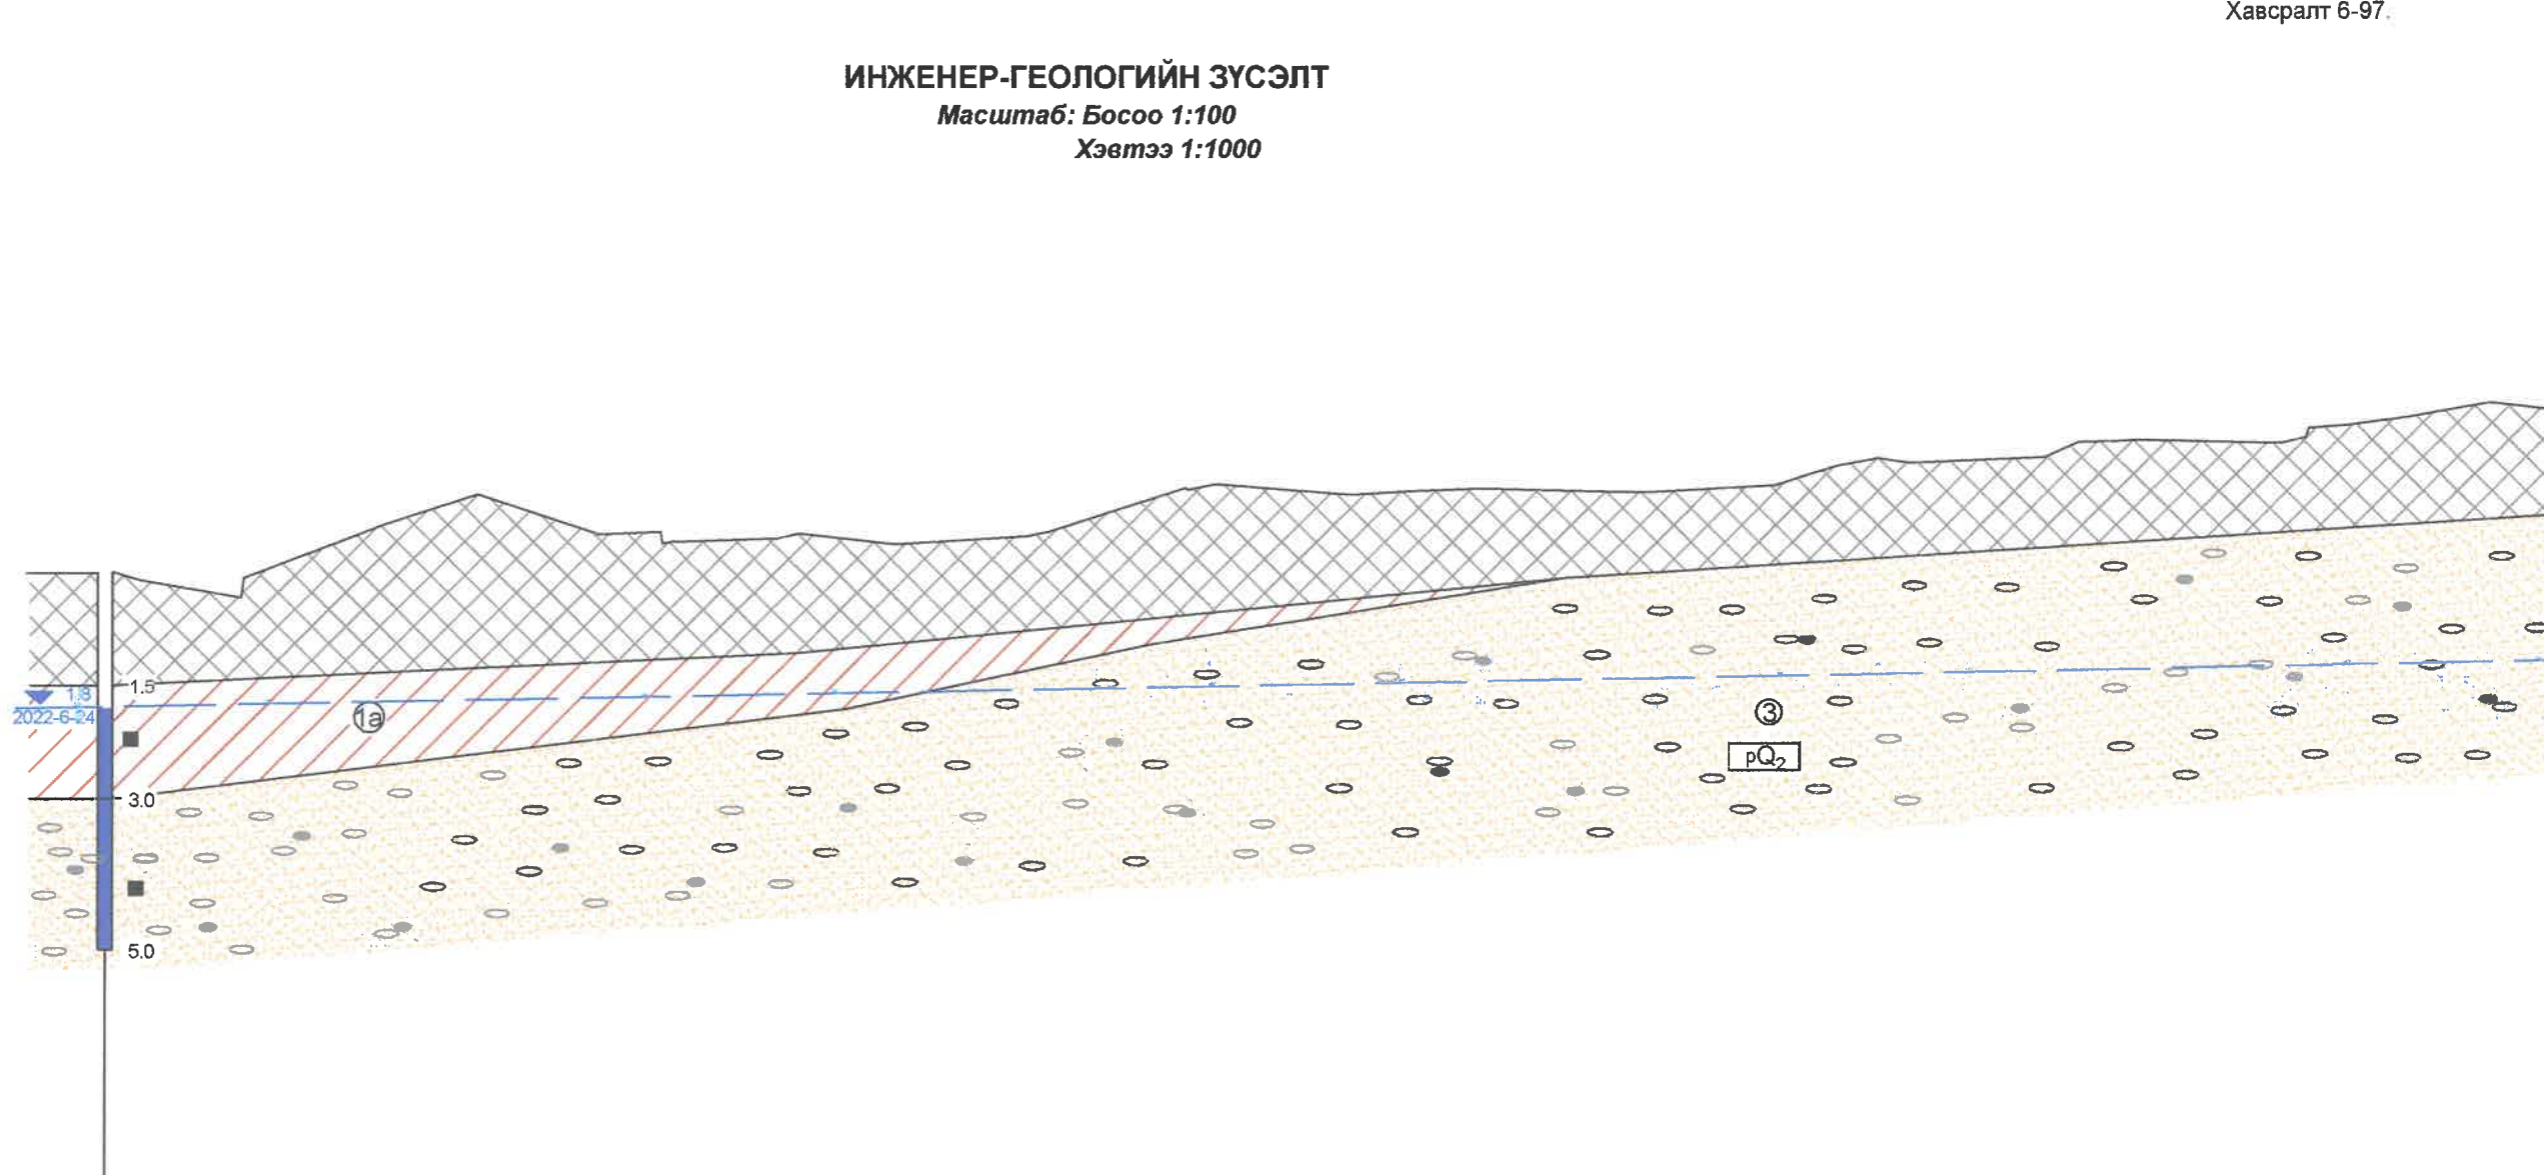 Хавсралт 6-97.
ИНЖЕНЕР-ГЕОЛОГИЙН ЗҮСЭЛТ
Масштаб: Босоо 1:100
Хэвтээ 1:1000
1.5
1.8
2022-6-24
1а
3
pQ2
3.0
5.0